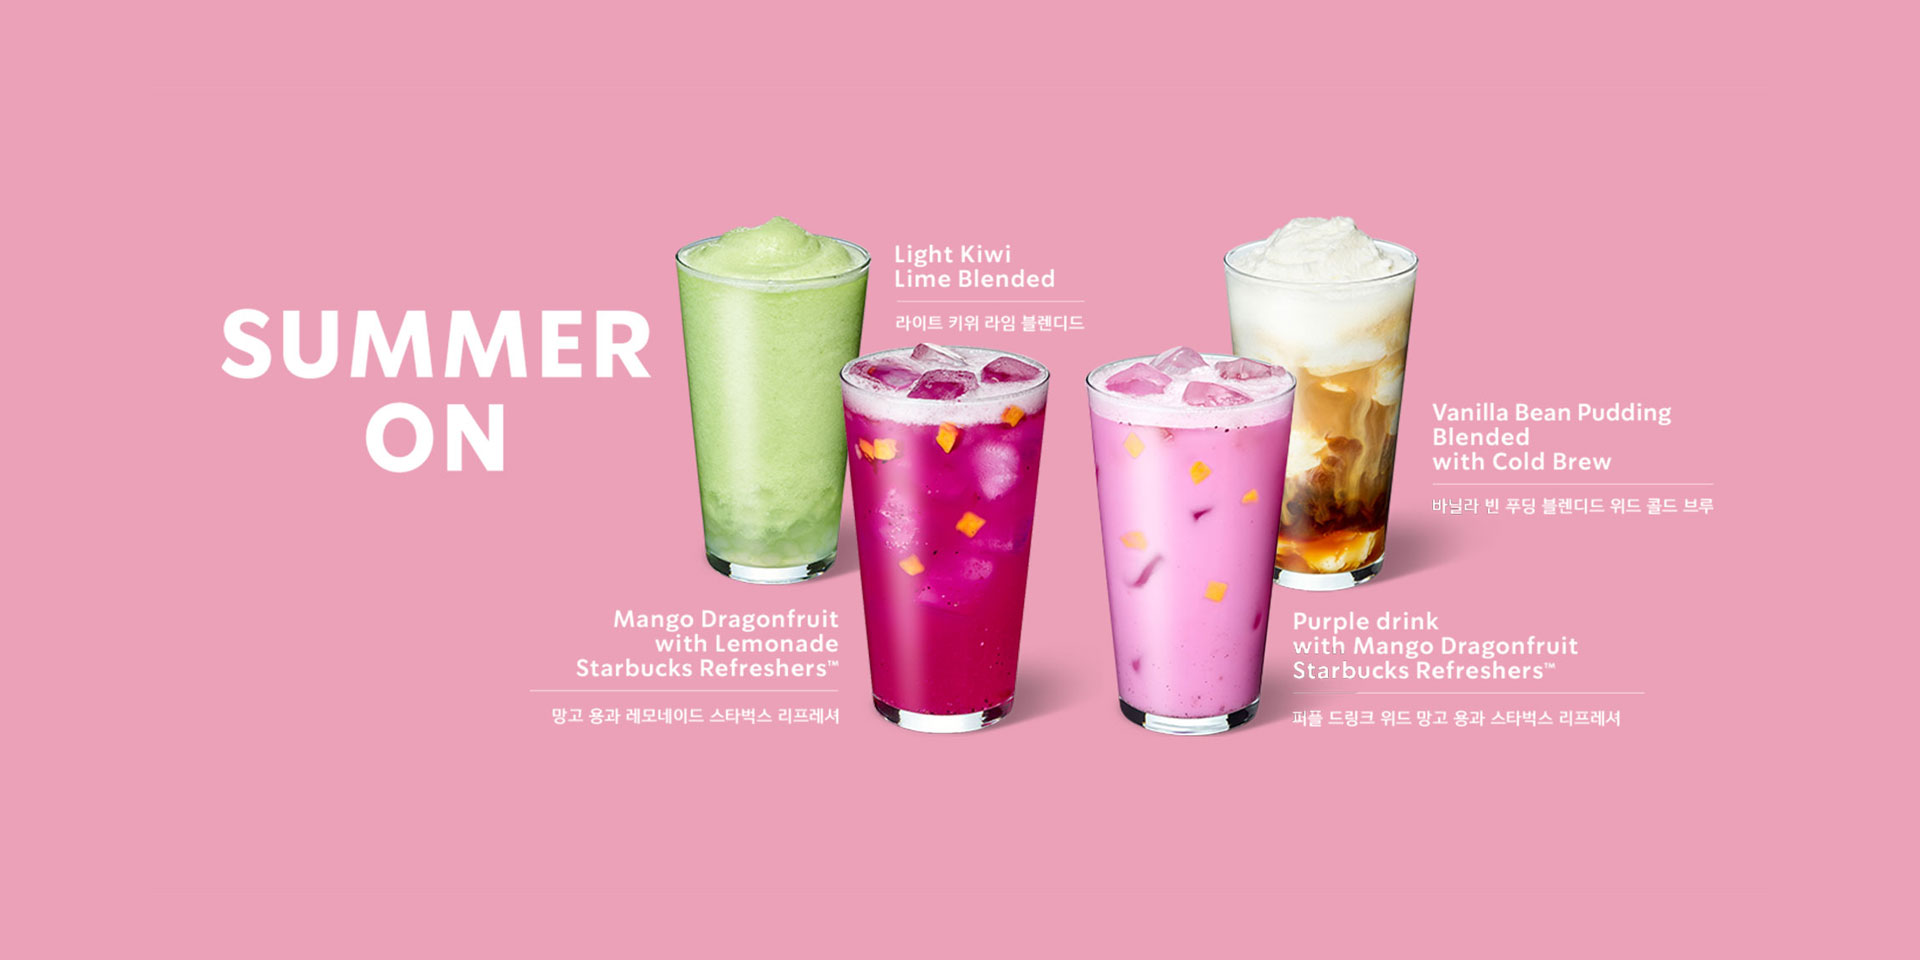 SUMMER
ON
Light Kiwi
Lime Blended
라이트 키위 라임 블렌디드
Mango Dragonfruit
with Lemonade
Starbucks Refreshers™
망고 용과 레모네이드 스타벅스 리프레셔
Vanilla Bean Pudding
Blended
with Cold Brew
바닐라 빈 푸딩 블렌디드 위드 콜드 브루
Purple drink
with Mango Dragonfruit
Starbucks Refreshers™
퍼플 드링크 위드 망고 용과 스타벅스 리프레셔